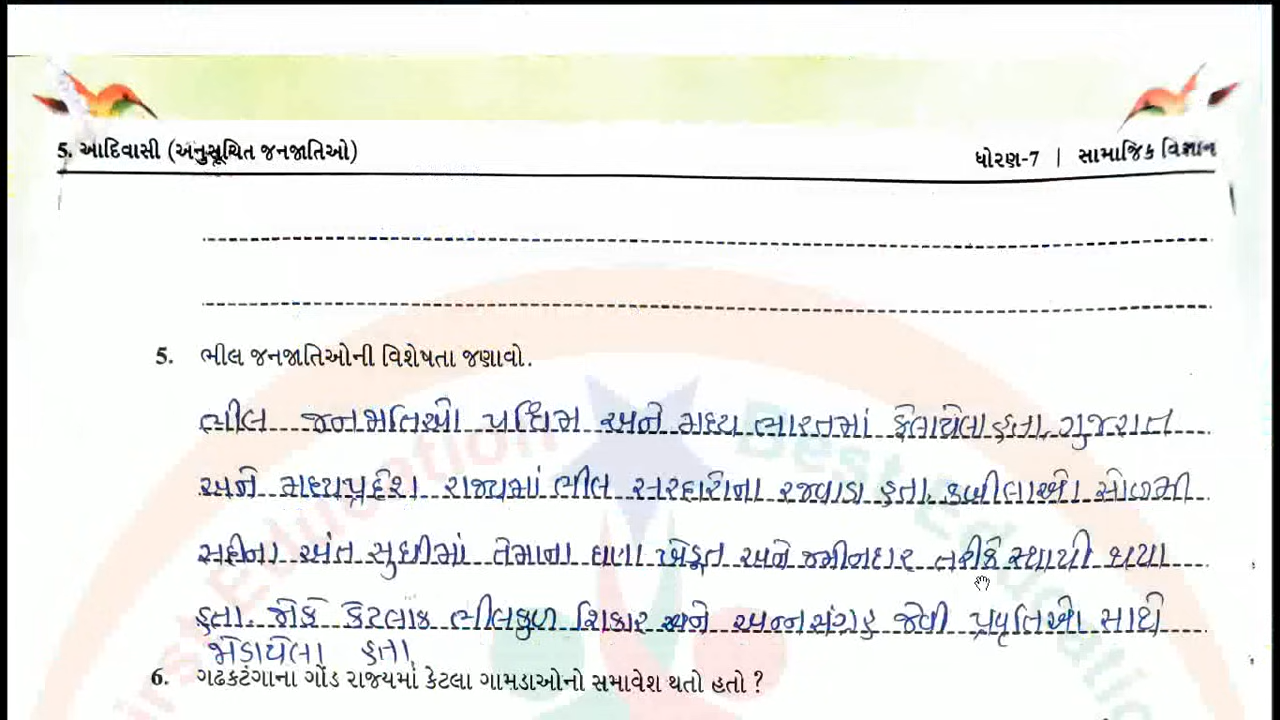 5. આદિવાસી (અનુસૂચિત જનજાતિઓ)
ધોરણ-7 | સામાજિક વિજ્ઞાન
5. ભીલ જનજાતિઓની વિશેષતા જણાવો.
ભીલ જનજાતિઓ પશ્ચિમ અને મધ્ય ભારતમાં ફેલાયેલા હતા. ગુજરાત
અને મધ્યપ્રદેશ રાજ્યમાં ભીલ સરદારોના રજવાડા હતા. કબીલાઓ સોળમી
સદીના અંત સુધીમાં તેમાના ઘણા ખેડૂત અને જમીનદાર તરીકે સ્થાયી થયા
હતા. જોકે કેટલાક ભીલકુળ શિકાર અને અન્નસંગ્રહ જેવી પ્રવૃતિઓ સાથે
જોડાયેલા હતા.
6. ગઢકટંગાના ગોંડ રાજ્યમાં કેટલા ગામડાઓનો સમાવેશ થતો હતો ?